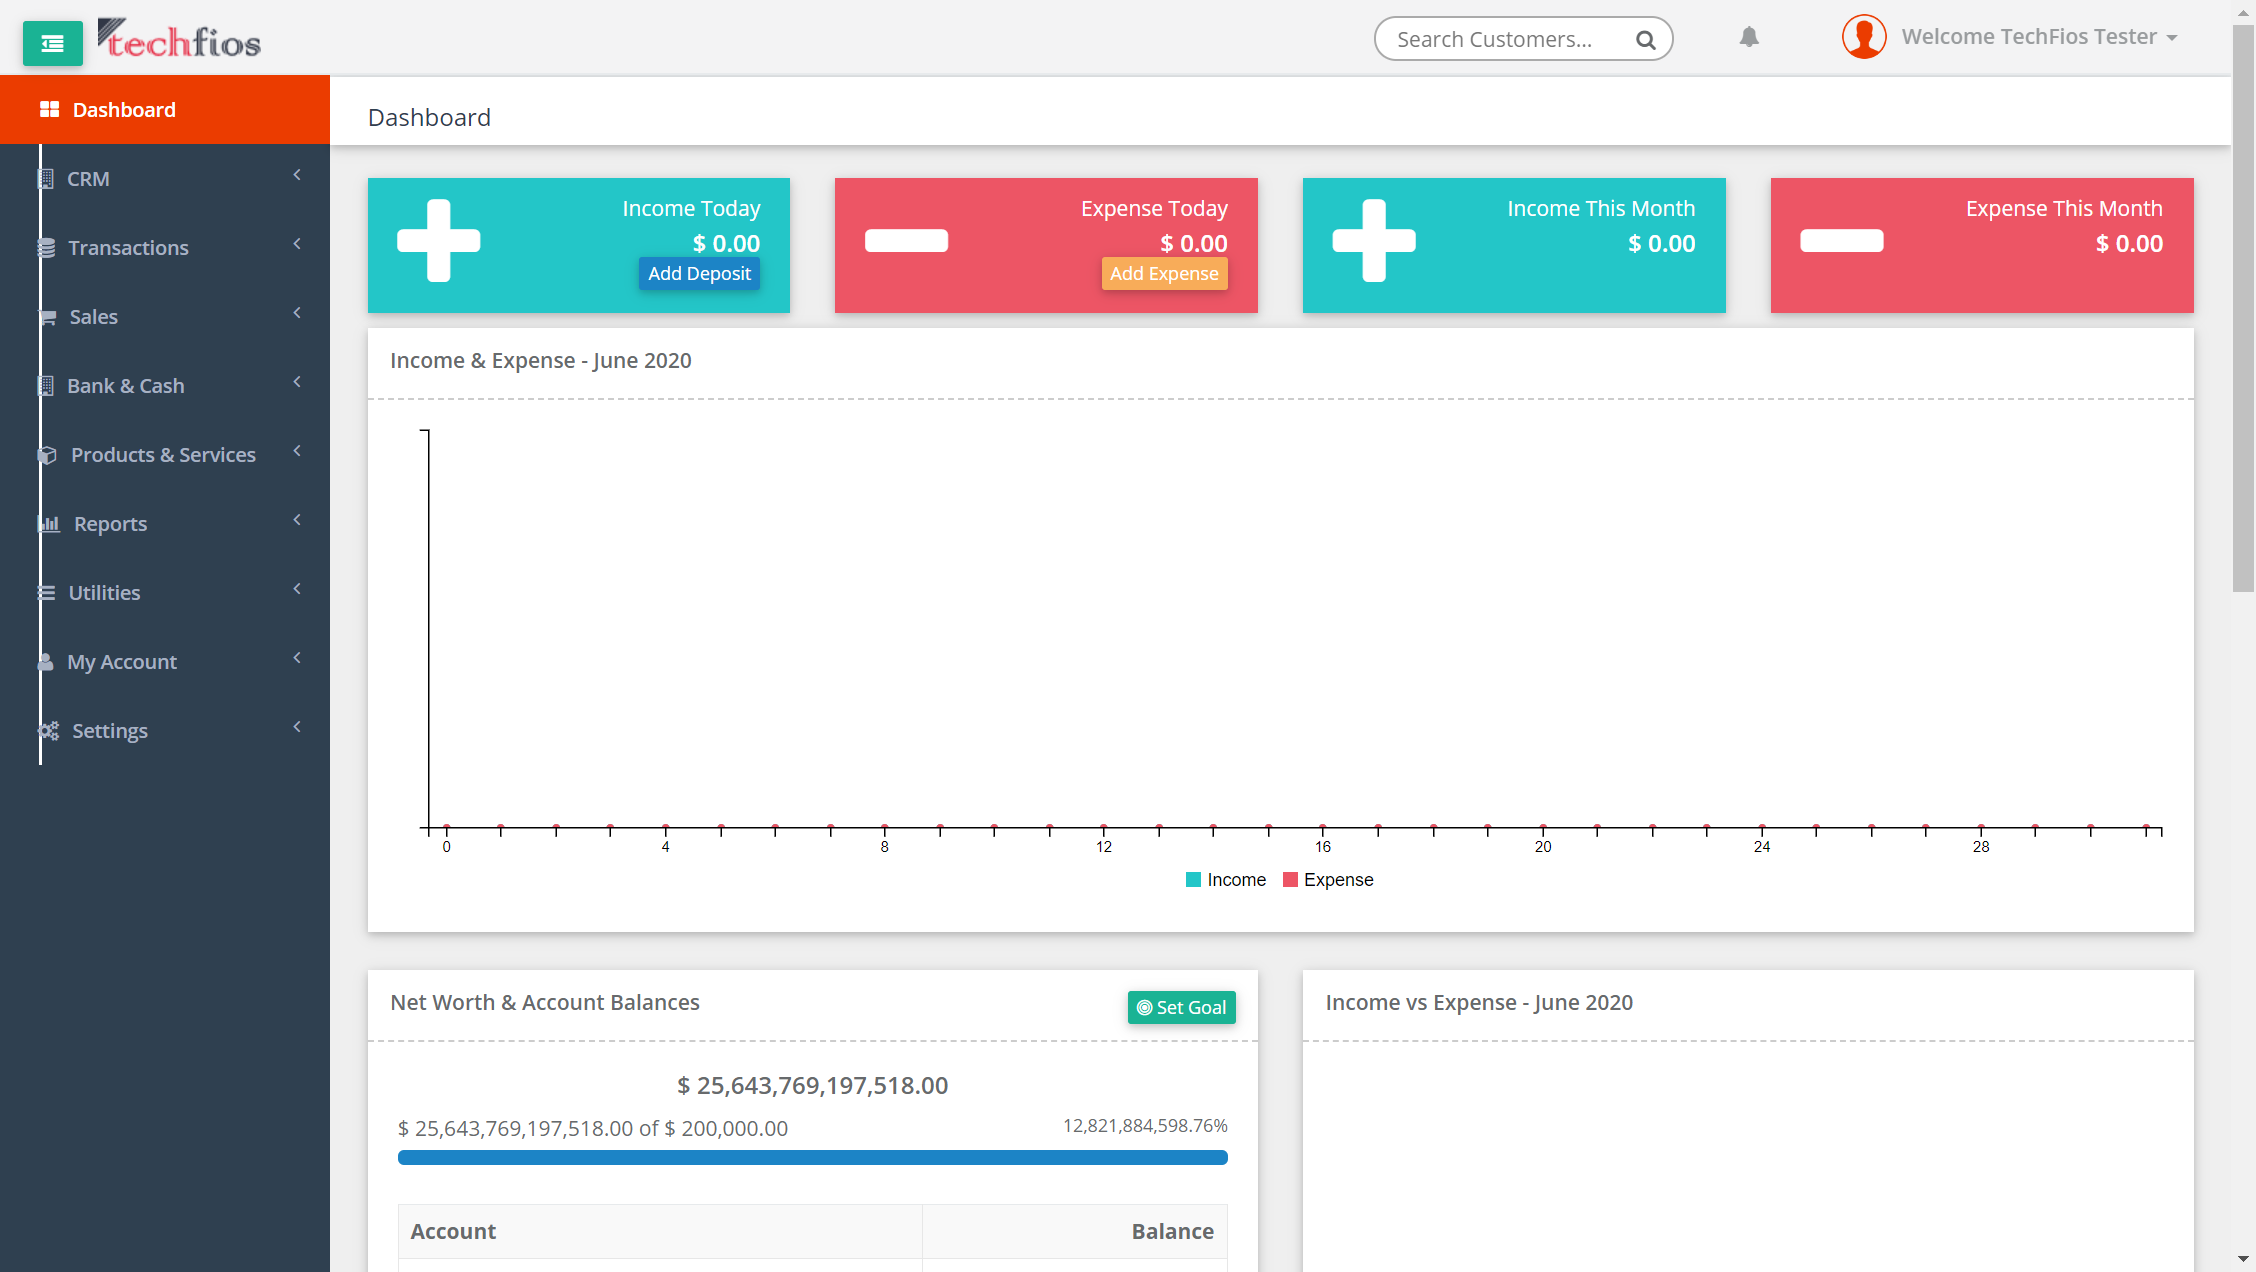 techfios
Search Customers...
Welcome TechFios Tester
Dashboard
CRM
Transactions
Sales
Bank & Cash
Products & Services
Reports
Utilities
My Account
Settings
Dashboard
Income Today
$ 0.00
Add Deposit
Expense Today
$ 0.00
Add Expense
Income This Month
$ 0.00
Expense This Month
$ 0.00
Income & Expense - June 2020
0 4 8 12 16 20 24 28
Income Expense
Net Worth & Account Balances
Set Goal
$ 25,643,769,197,518.00
$ 25,643,769,197,518.00 of $ 200,000.00
12,821,884,598.76%
Account Balance
Income vs Expense - June 2020